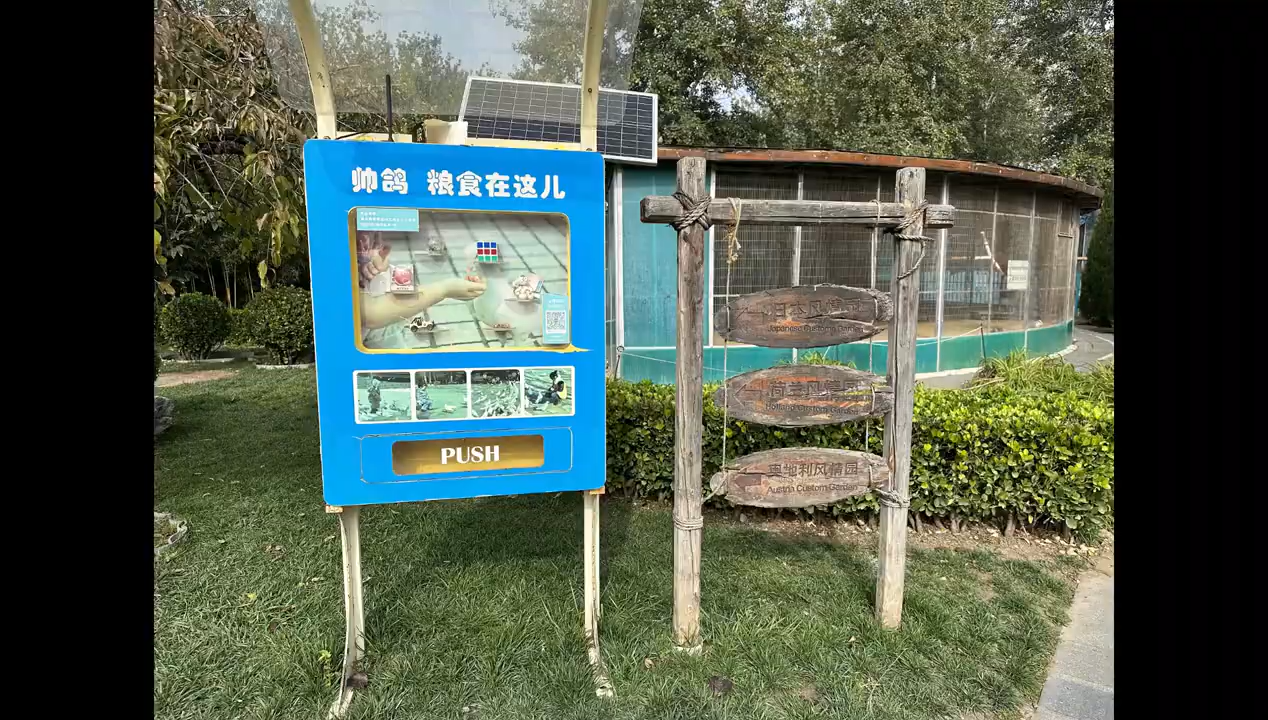 帅鸽 粮食在这儿
PUSH
日本风情园
Japanese Customs Garden
荷兰风情园
Holland Custom Garden
奥地利风情园
Austria Custom Garden